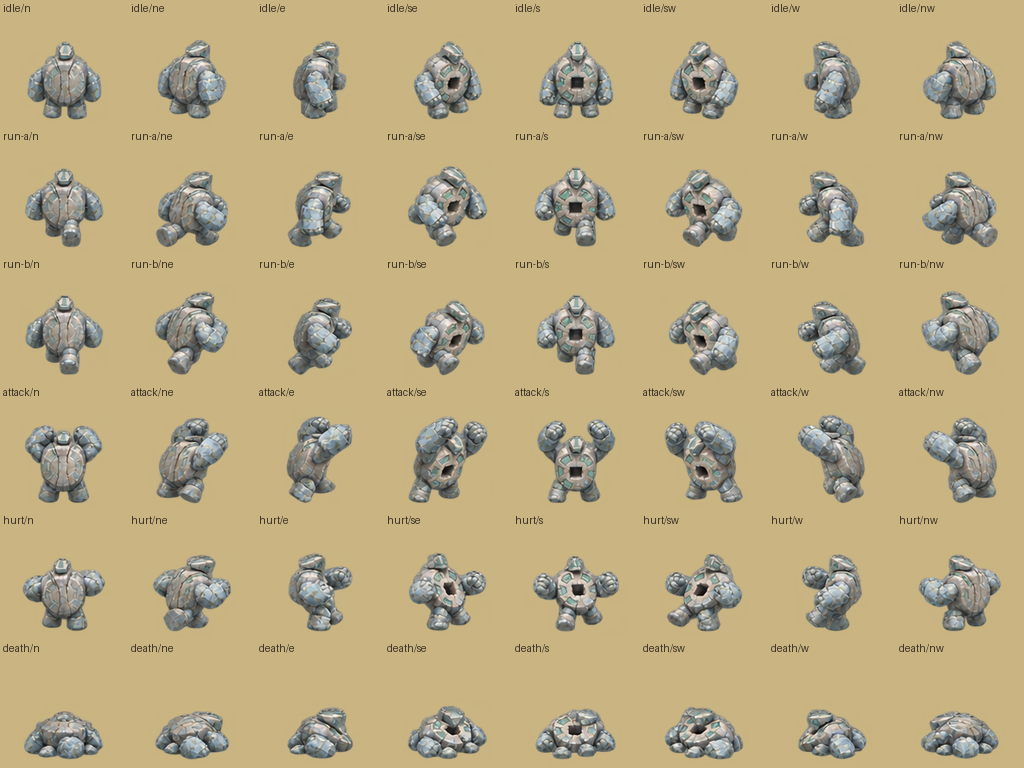 idle/n idle/ne idle/e idle/se idle/s idle/sw idle/w idle/nw
run-a/n run-a/ne run-a/e run-a/se run-a/s run-a/sw run-a/w run-a/nw
run-b/n run-b/ne run-b/e run-b/se run-b/s run-b/sw run-b/w run-b/nw
attack/n attack/ne attack/e attack/se attack/s attack/sw attack/w attack/nw
hurt/n hurt/ne hurt/e hurt/se hurt/s hurt/sw hurt/w hurt/nw
death/n death/ne death/e death/se death/s death/sw death/w death/nw